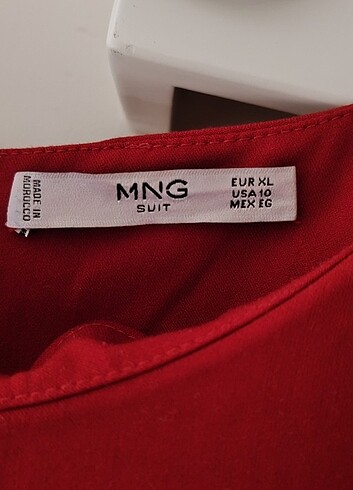 MADE IN
MOROCCO
MNG
SUIT
EUR XL
USA 10
MEX EG